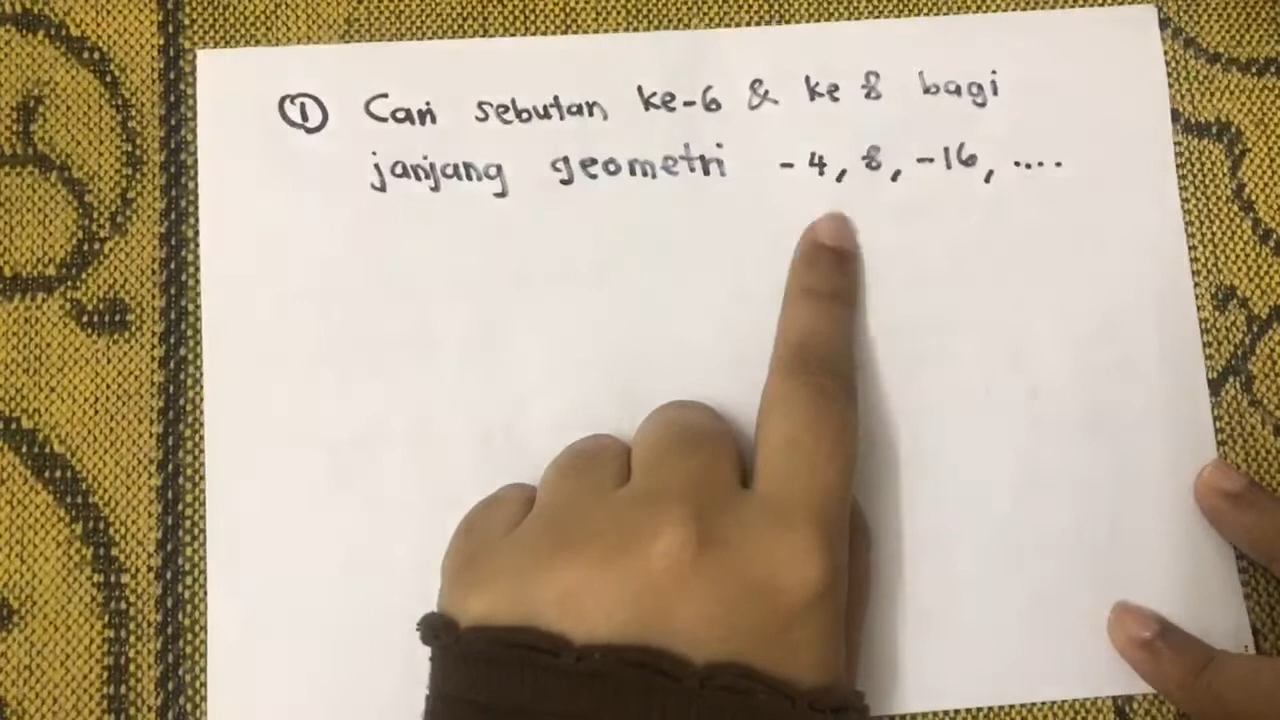 ① Cari sebutan ke-6 & ke 8 bagi
janjang geometri -4, 8, -16, ....